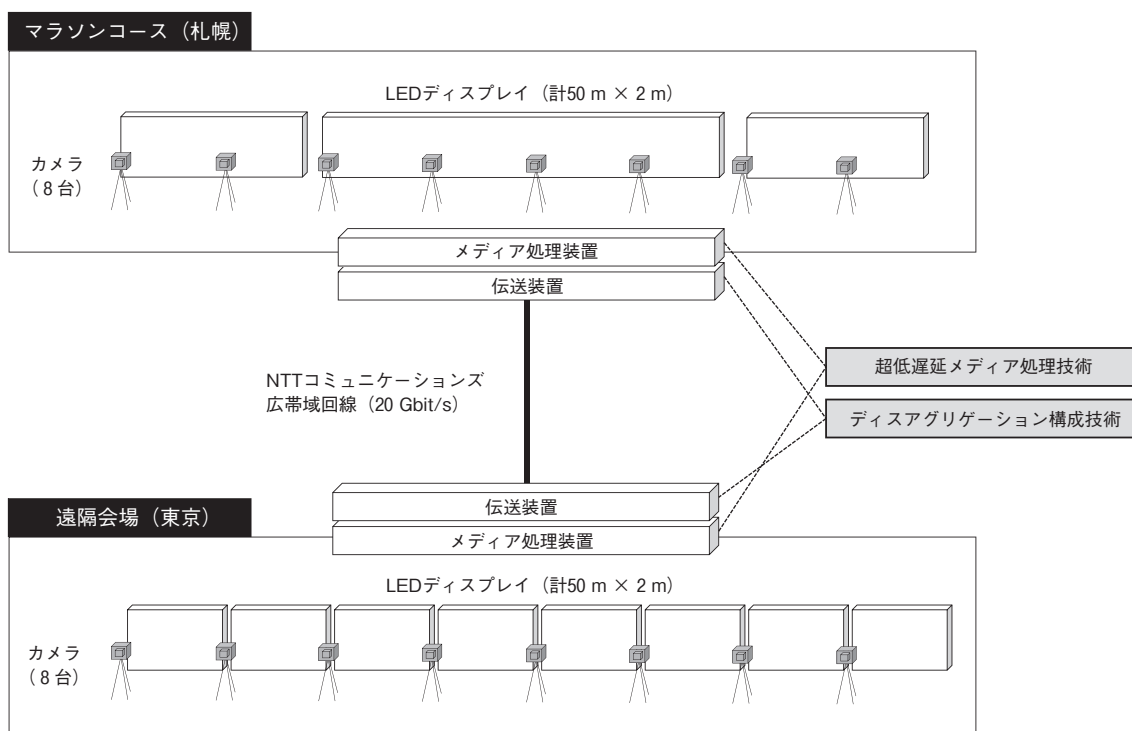 マラソンコース（札幌）
LEDディスプレイ（計50 m × 2 m）
カメラ
（8 台）
メディア処理装置
伝送装置
超低遅延メディア処理技術
NTTコミュニケーションズ
広帯域回線（20 Gbit/s）
ディスアグリゲーション構成技術
伝送装置
遠隔会場（東京）
メディア処理装置
LEDディスプレイ（計50 m × 2 m）
カメラ
（8 台）